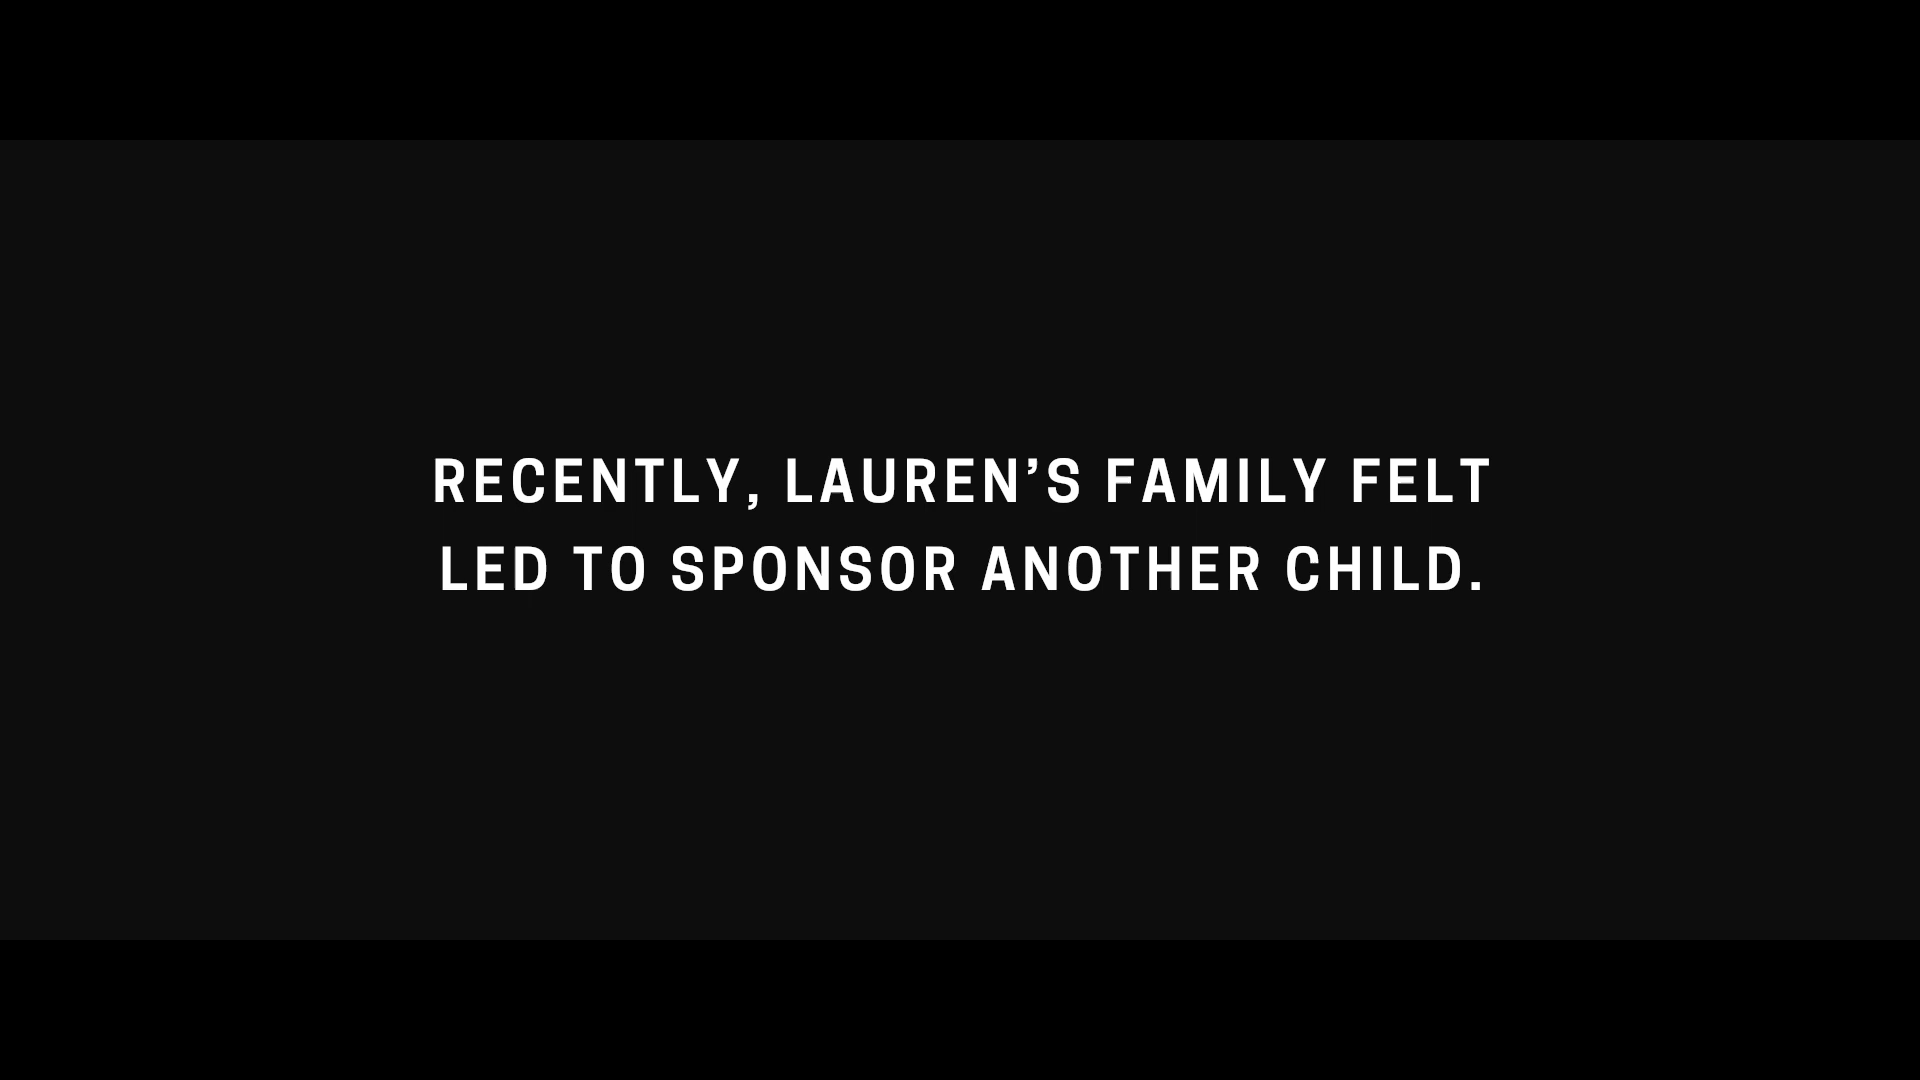 RECENTLY, LAUREN’S FAMILY FELT
LED TO SPONSOR ANOTHER CHILD.